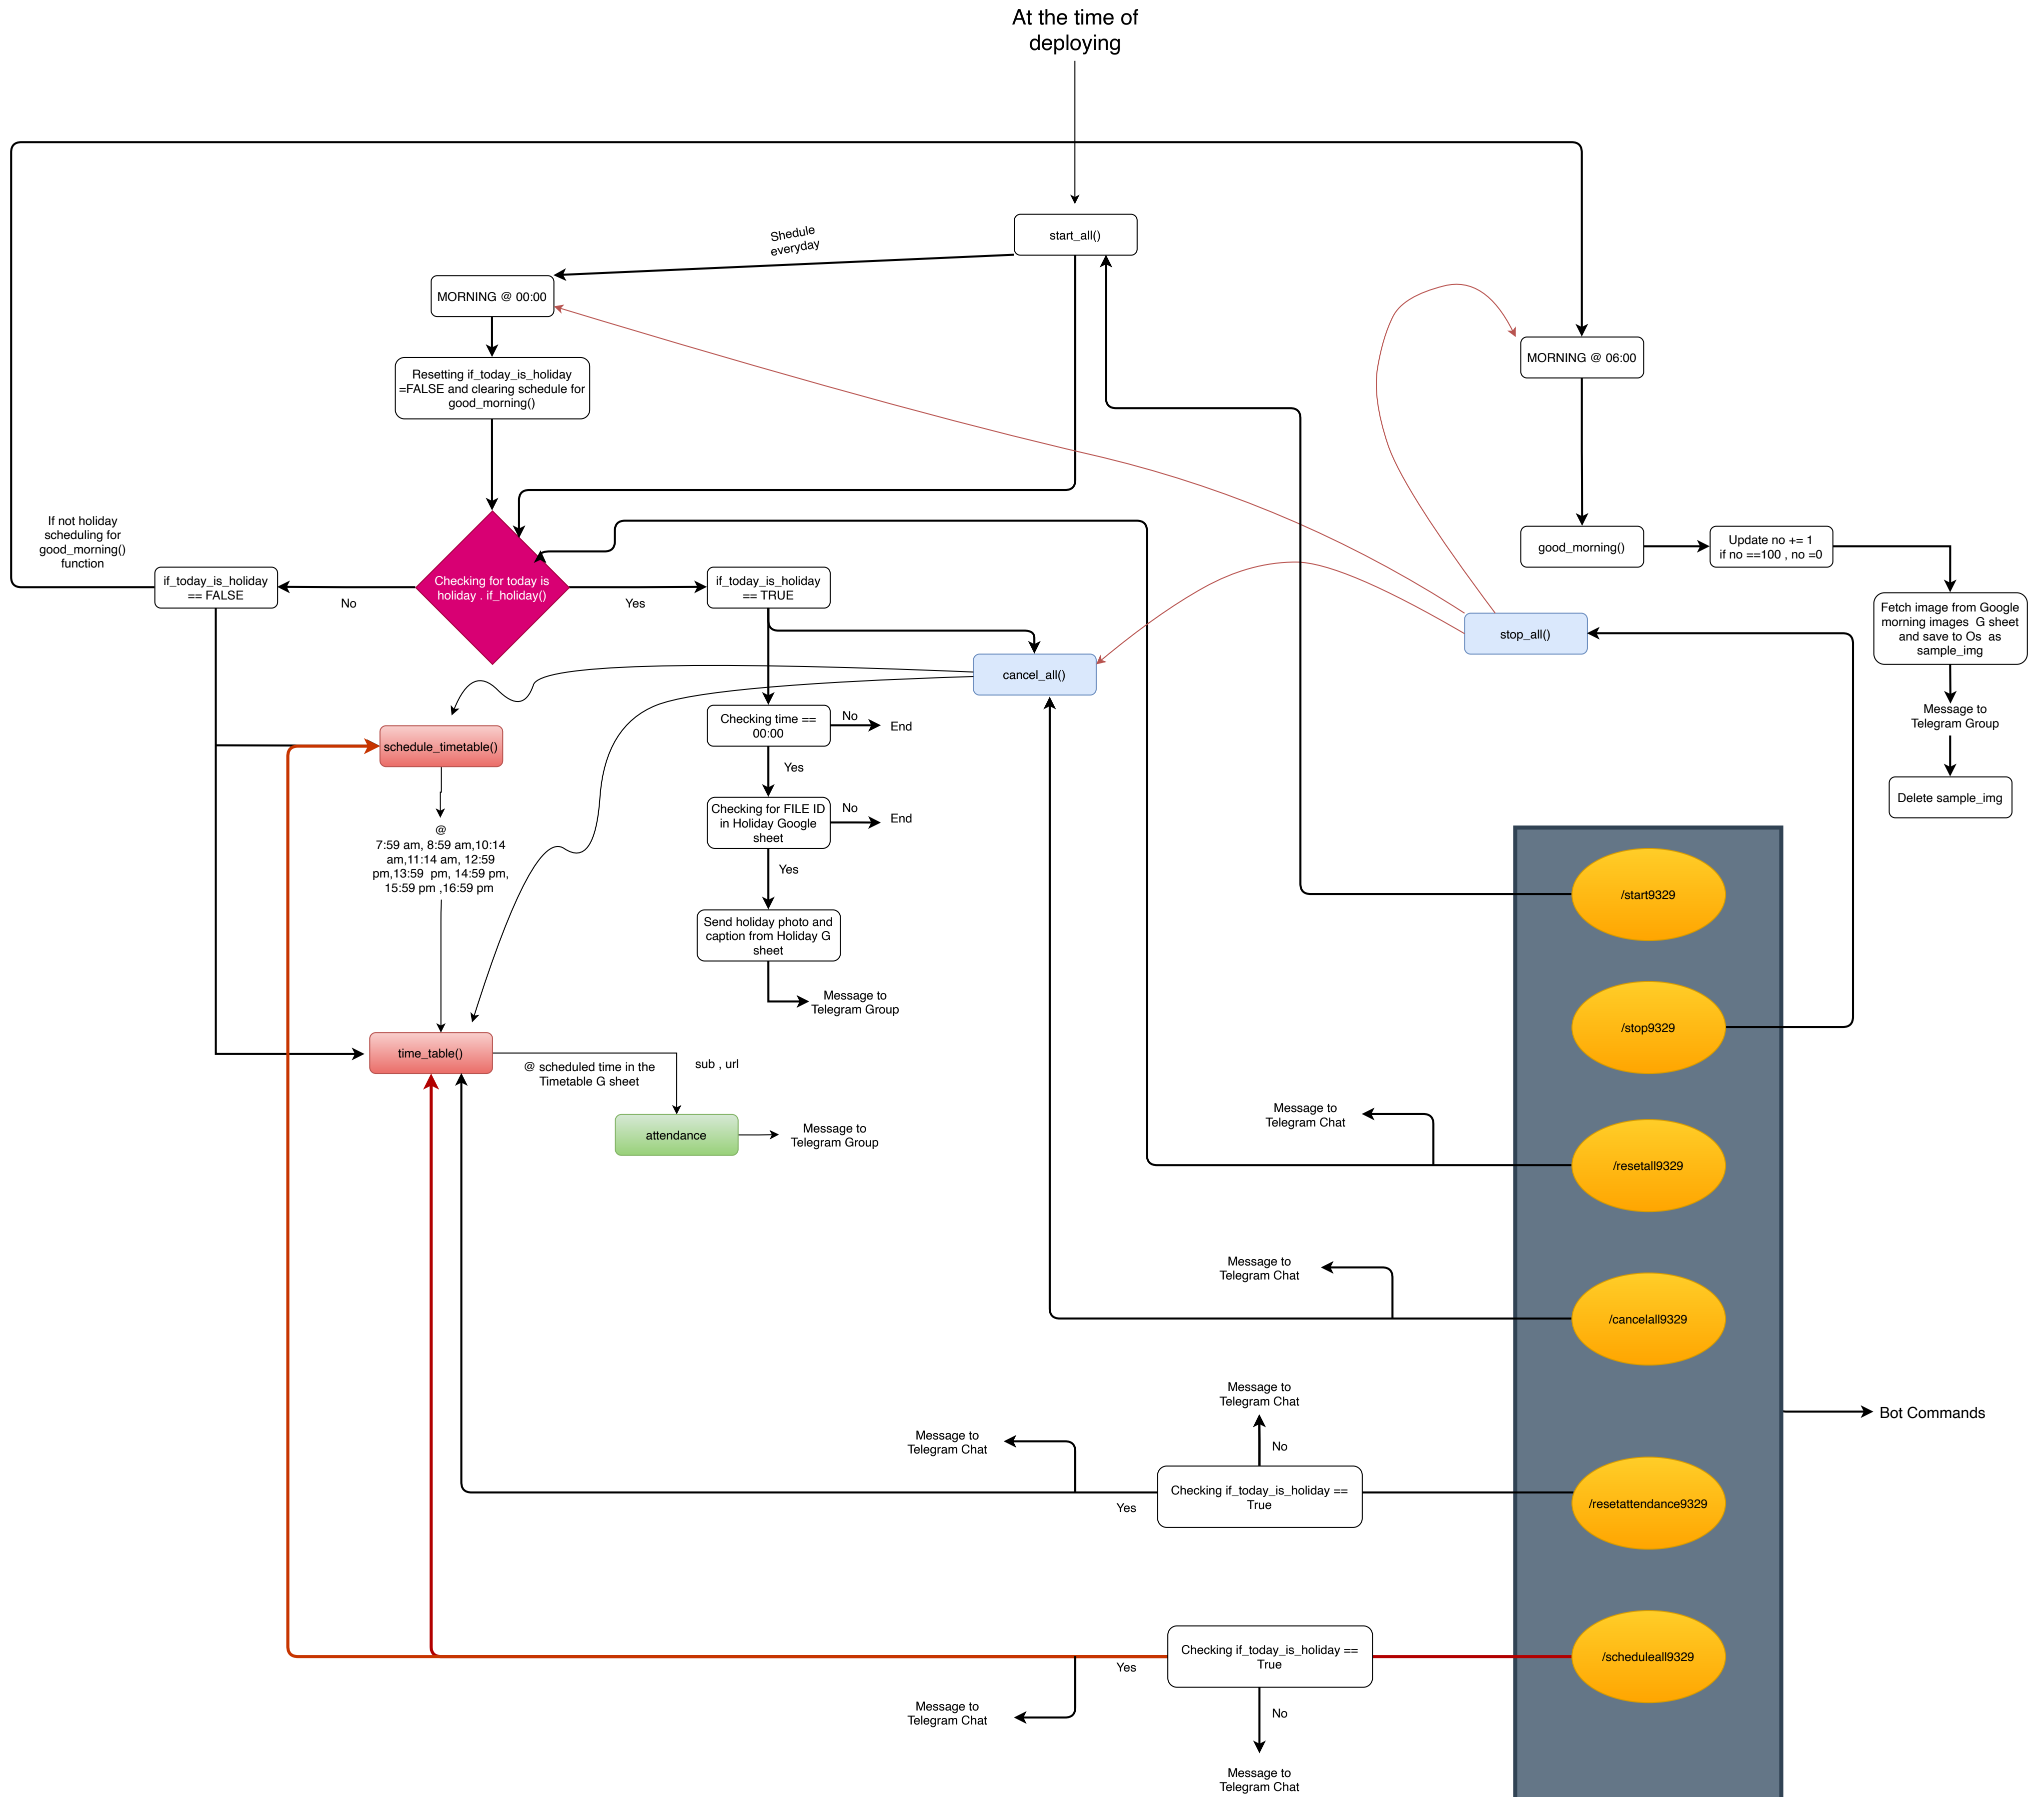 At the time of
deploying
start_all()
Shedule
everyday
MORNING @ 00:00
MORNING @ 06:00
Resetting if_today_is_holiday
=FALSE and clearing schedule for
good_morning()
If not holiday
scheduling for
good_morning()
function
good_morning()
Update no += 1
if no ==100 , no =0
if_today_is_holiday
== FALSE
No
Checking for today is
holiday . if_holiday()
Yes
if_today_is_holiday
== TRUE
Fetch image from Google
morning images  G sheet
and save to Os  as
sample_img
stop_all()
cancel_all()
Message to
Telegram Group
Delete sample_img
Checking time ==
00:00
No
End
Yes
schedule_timetable()
Checking for FILE ID
in Holiday Google
sheet
No
End
Yes
@
7:59 am, 8:59 am,10:14
am,11:14 am, 12:59
pm,13:59  pm, 14:59 pm,
15:59 pm ,16:59 pm
Send holiday photo and
caption from Holiday G
sheet
Message to
Telegram Group
time_table()
@ scheduled time in the
Timetable G sheet
sub , url
attendance
Message to
Telegram Group
/start9329
/stop9329
Message to
Telegram Chat
/resetall9329
Message to
Telegram Chat
/cancelall9329
Bot Commands
Message to
Telegram Chat
No
Message to
Telegram Chat
Yes
Checking if_today_is_holiday ==
True
/resetattendance9329
Checking if_today_is_holiday ==
True
/scheduleall9329
Yes
Message to
Telegram Chat
No
Message to
Telegram Chat